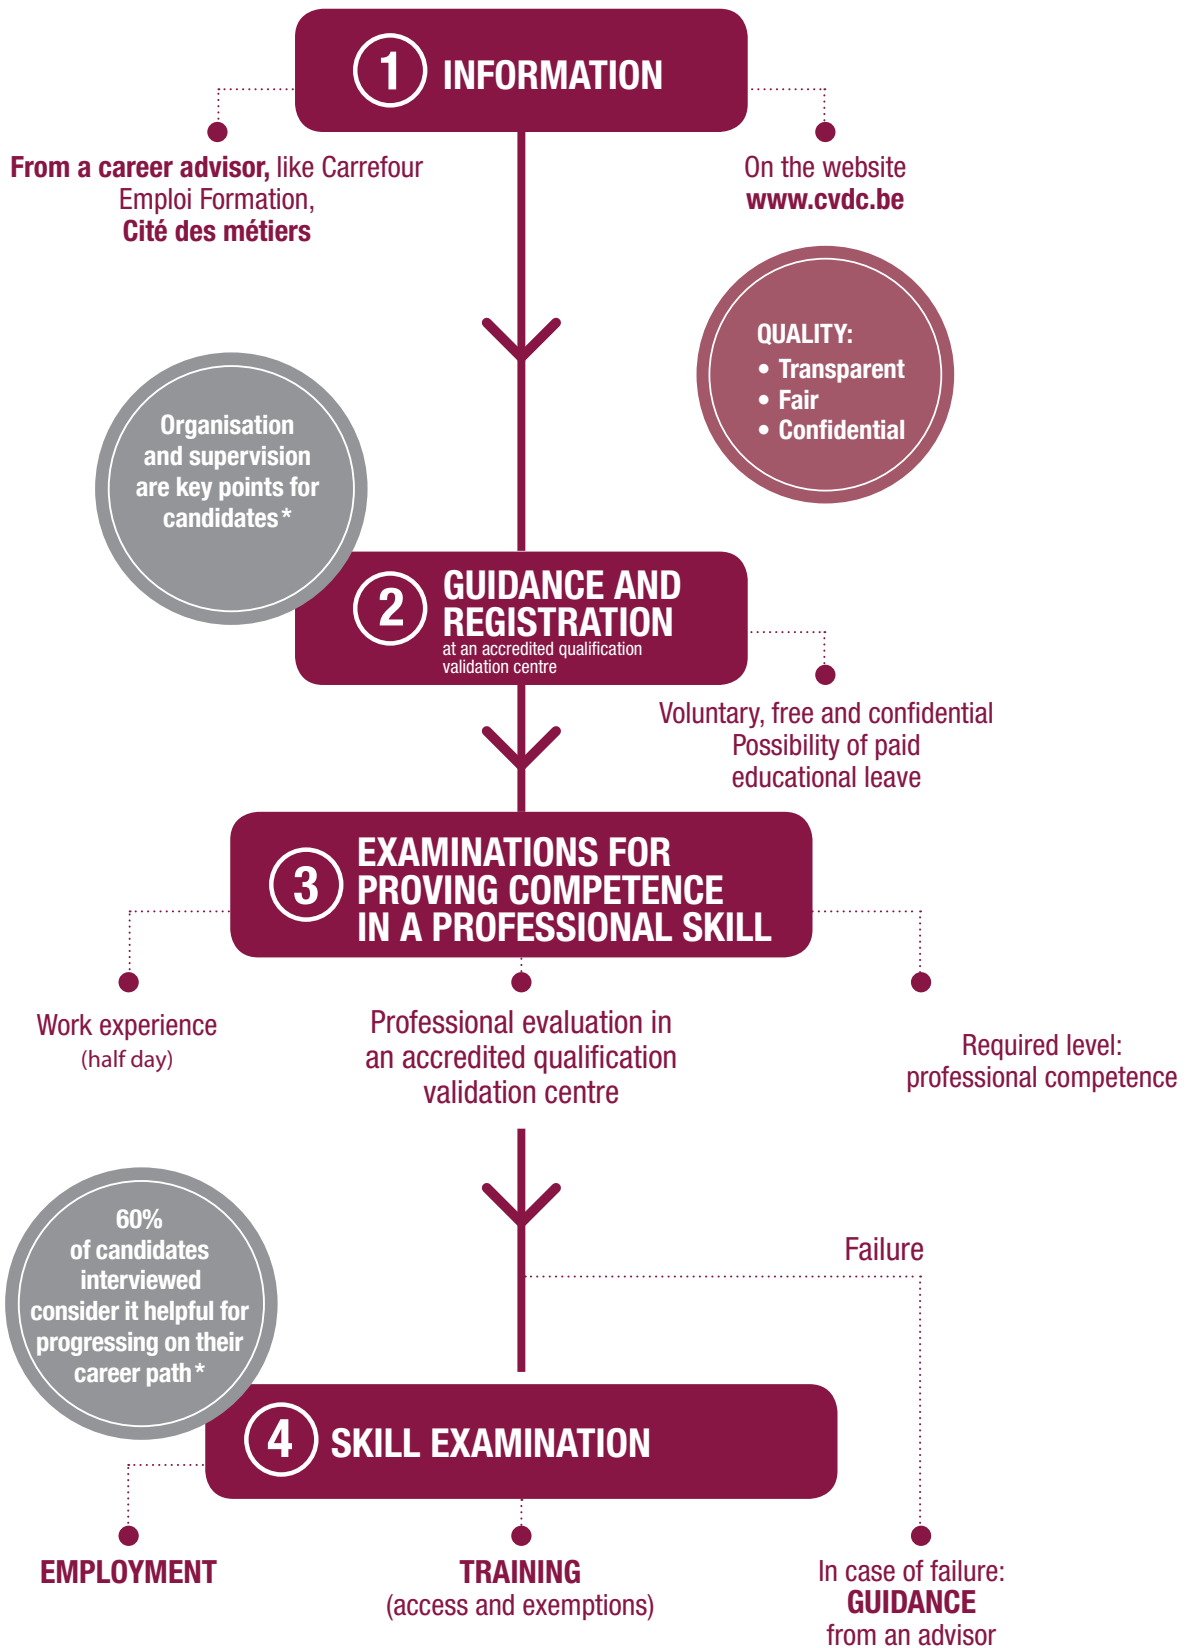 1 INFORMATION
From a career advisor, like Carrefour
Emploi Formation,
Cité des métiers
On the website
www.cvdc.be
QUALITY:
• Transparent
• Fair
• Confidential
Organisation
and supervision
are key points for
candidates*
2 GUIDANCE AND
REGISTRATION
at an accredited qualification
validation centre
Voluntary, free and confidential
Possibility of paid
educational leave
3 EXAMINATIONS FOR
PROVING COMPETENCE
IN A PROFESSIONAL SKILL
Work experience
(half day)
Professional evaluation in
an accredited qualification
validation centre
Required level:
professional competence
60%
of candidates
interviewed
consider it helpful for
progressing on their
career path*
Failure
4 SKILL EXAMINATION
EMPLOYMENT
TRAINING
(access and exemptions)
In case of failure:
GUIDANCE
from an advisor